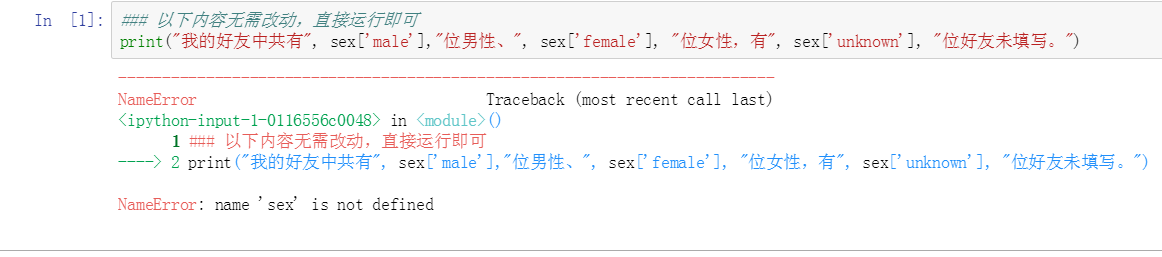 In [1]: ### 以下内容无需改动，直接运行即可
print("我的好友中共有", sex['male'],"位男性、", sex['female'], "位女性，有", sex['unknown'], "位好友未填写。")
---------------------------------------------------------------------------
NameError Traceback (most recent call last)
<ipython-input-1-0116556c0048> in <module>()
1 ### 以下内容无需改动，直接运行即可
----> 2 print("我的好友中共有", sex['male'],"位男性、", sex['female'], "位女性，有", sex['unknown'], "位好友未填写。")
NameError: name 'sex' is not defined